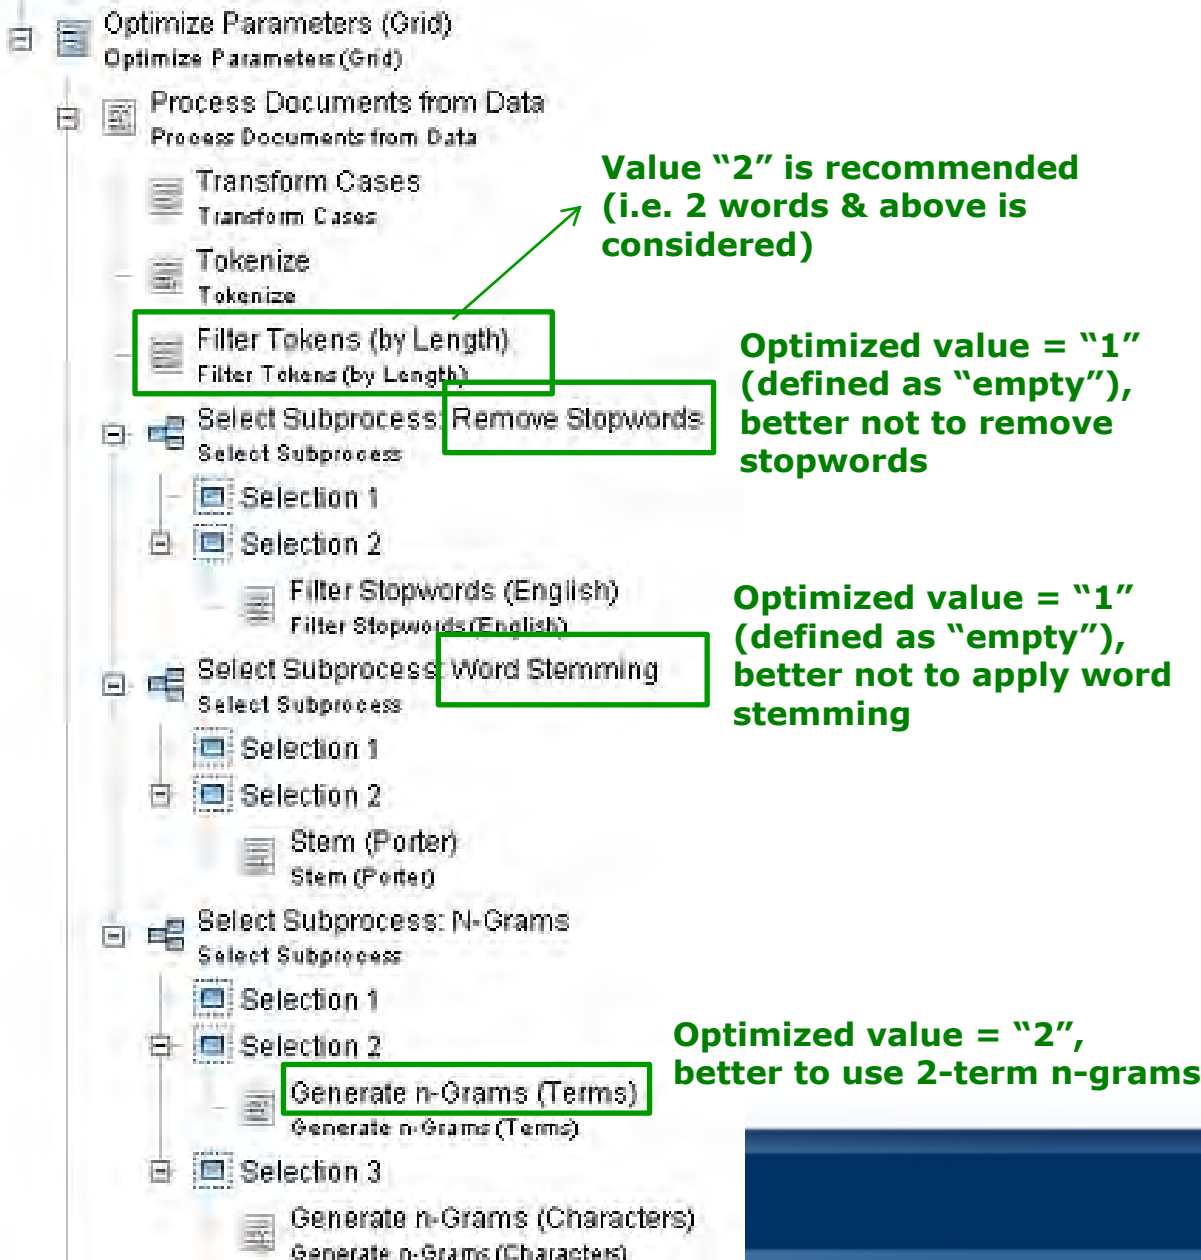 Optimize Parameters (Grid)
Optimize Parameters (Grid)
Process Documents from Data
Process Documents from Data
Transform Cases
Transform Cases
Value “2” is recommended
(i.e. 2 words & above is
considered)
Tokenize
Tokenize
Filter Tokens (by Length)
Filter Tokens (by Length)
Optimized value = “1”
(defined as “empty”),
better not to remove
stopwords
Select Subprocess: Remove Stopwords
Select Subprocess
Selection 1
Selection 2
Filter Stopwords (English)
Filter Stopwords (English)
Optimized value = “1”
(defined as “empty”),
better not to apply word
stemming
Select Subprocess: Word Stemming
Select Subprocess
Selection 1
Selection 2
Stem (Porter)
Stem (Porter)
Select Subprocess: N-Grams
Select Subprocess
Selection 1
Selection 2
Optimized value = “2”,
better to use 2-term n-grams
Generate n-Grams (Terms)
Generate n-Grams (Terms)
Selection 3
Generate n-Grams (Characters)
Generate n-Grams (Characters)